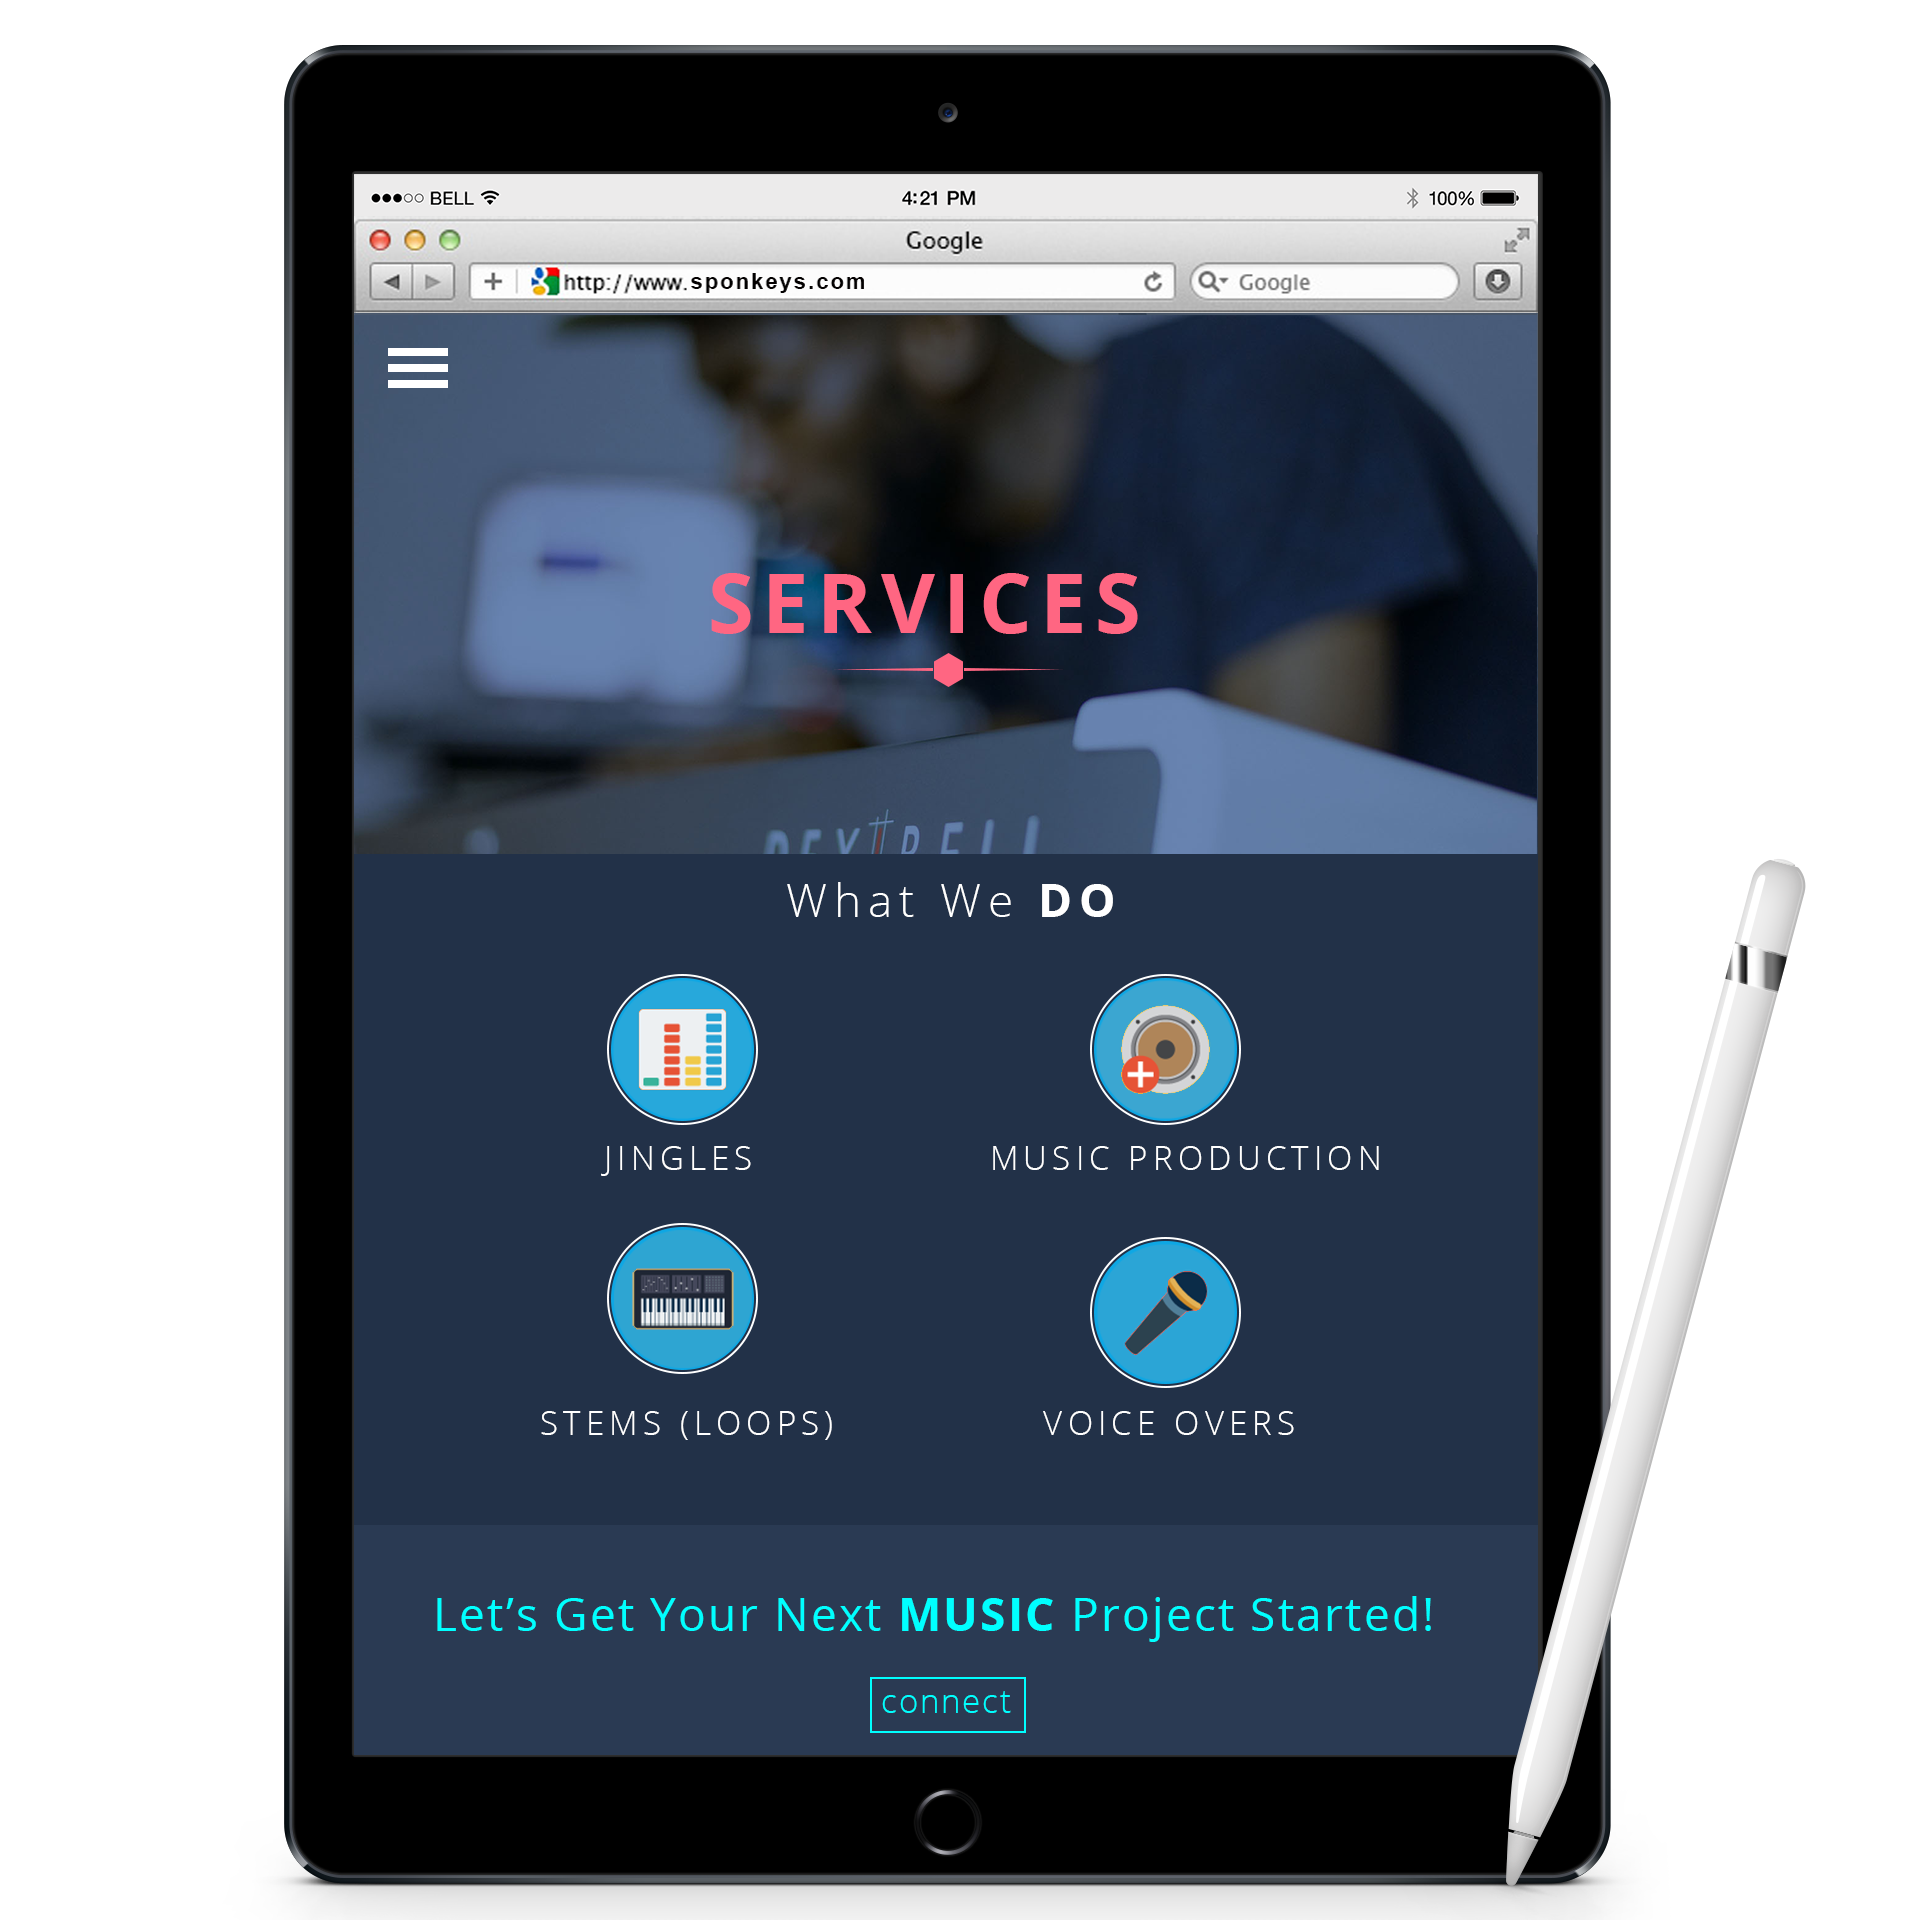 BELL 4:21 PM 100%
Google
http://www.sponkeys.com Google
SERVICES
What We DO
JINGLES MUSIC PRODUCTION
STEMS (LOOPS) VOICE OVERS
Let’s Get Your Next MUSIC Project Started!
connect